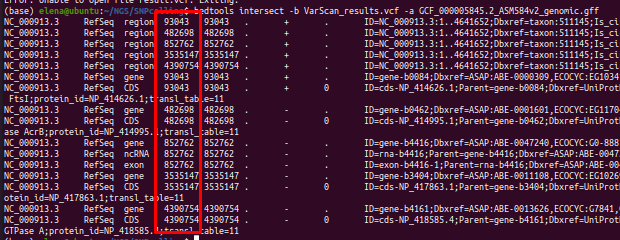 (base) elena@ubuntu:~/NGS/SNPcalling$ bedtools intersect -b VarScan_results.vcf -a GCF_000005845.2_ASM584v2_genomic.gff
NC_000913.3 RefSeq region 93043 93043 . + . ID=NC_000913.3:1..4641652;Dbxref=taxon:511145;Is_ci
NC_000913.3 RefSeq region 482698 482698 . + . ID=NC_000913.3:1..4641652;Dbxref=taxon:511145;Is_ci
NC_000913.3 RefSeq region 852762 852762 . + . ID=NC_000913.3:1..4641652;Dbxref=taxon:511145;Is_ci
NC_000913.3 RefSeq region 3535147 3535147 . + . ID=NC_000913.3:1..4641652;Dbxref=taxon:511145;Is_ci
NC_000913.3 RefSeq region 4390754 4390754 . + . ID=NC_000913.3:1..4641652;Dbxref=taxon:511145;Is_ci
NC_000913.3 RefSeq gene 93043 93043 . + . ID=gene-b0084;Dbxref=ASAP:ABE-0000309,ECOCYC:EG1034
NC_000913.3 RefSeq CDS 93043 93043 . + 0 ID=cds-NP_414626.1;Parent=gene-b0084;Dbxref=UniProt
FtsI;protein_id=NP_414626.1;transl_table=11
NC_000913.3 RefSeq gene 482698 482698 . - . ID=gene-b0462;Dbxref=ASAP:ABE-0001601,ECOCYC:EG1170
NC_000913.3 RefSeq CDS 482698 482698 . - 0 ID=cds-NP_414995.1;Parent=gene-b0462;Dbxref=UniProt
ase AcrB;protein_id=NP_414995.1;transl_table=11
NC_000913.3 RefSeq gene 852762 852762 . - . ID=gene-b4416;Dbxref=ASAP:ABE-0047240,ECOCYC:G0-888
NC_000913.3 RefSeq ncRNA 852762 852762 . - . ID=rna-b4416;Parent=gene-b4416;Dbxref=ASAP:ABE-0047
NC_000913.3 RefSeq exon 852762 852762 . - . ID=exon-b4416-1;Parent=rna-b4416;Dbxref=ASAP:ABE-00
NC_000913.3 RefSeq gene 3535147 3535147 . - . ID=gene-b3404;Dbxref=ASAP:ABE-0011108,ECOCYC:EG1026
NC_000913.3 RefSeq CDS 3535147 3535147 . - 0 ID=cds-NP_417863.1;Parent=gene-b3404;Dbxref=UniProt
otein_id=NP_417863.1;transl_table=11
NC_000913.3 RefSeq gene 4390754 4390754 . - . ID=gene-b4161;Dbxref=ASAP:ABE-0013626,ECOCYC:G7841,
NC_000913.3 RefSeq CDS 4390754 4390754 . - 0 ID=cds-NP_418585.4;Parent=gene-b4161;Dbxref=UniProt
GTPase A;protein_id=NP_418585.4;transl_table=11